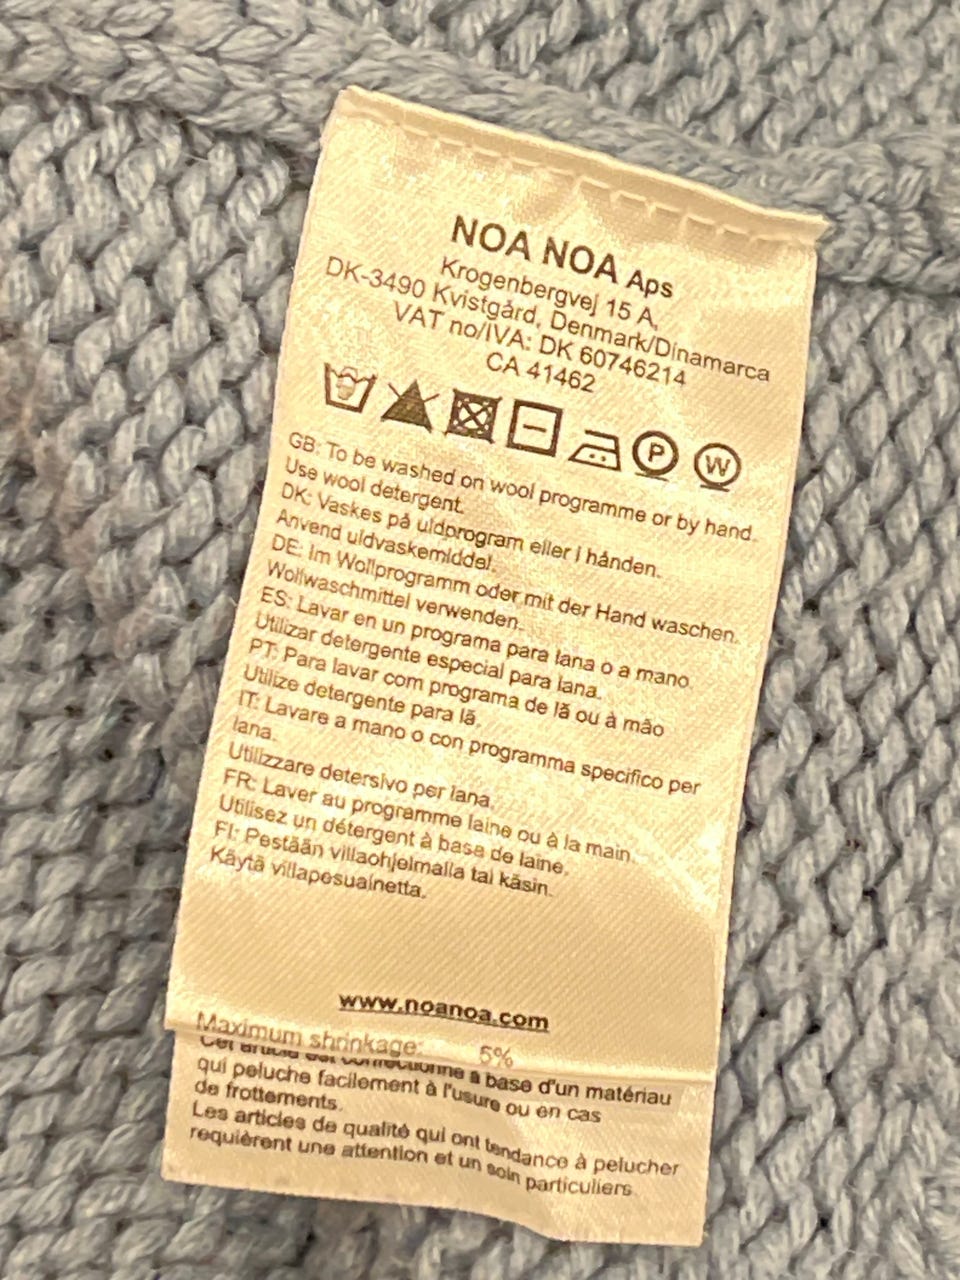 NOA NOA Aps
Krogenbergvej 15 A,
DK-3490 Kvistgård, Denmark/Dinamarca
VAT no/IVA: DK 60746214
CA 41462
P W
GB: To be washed on wool programme or by hand.
Use wool detergent.
DK: Vaskes på uldprogram eller i hånden.
Anvend uldvaskemiddel.
DE: Im Wollprogramm oder mit der Hand waschen.
Wollwaschmittel verwenden.
ES: Lavar en un programa para lana o a mano.
Utilizar detergente especial para lana.
PT: Para lavar com programa de lã ou à mão
Utilize detergente para lã.
IT: Lavare a mano o con programma specifico per
lana.
Utilizzare detersivo per lana.
FR: Laver au programme laine ou à la main.
Utilisez un détergent à base de laine.
FI: Pestään villaohjelmalla tai käsin.
Käytä villapesuainetta.
www.noanoa.com
Maximum shrinkage: 5%
Cet article est confectionné à base d'un matériau
qui peluche facilement à l'usure ou en cas
de frottements.
Les articles de qualité qui ont tendance à pelucher
requièrent une attention et un soin particuliers